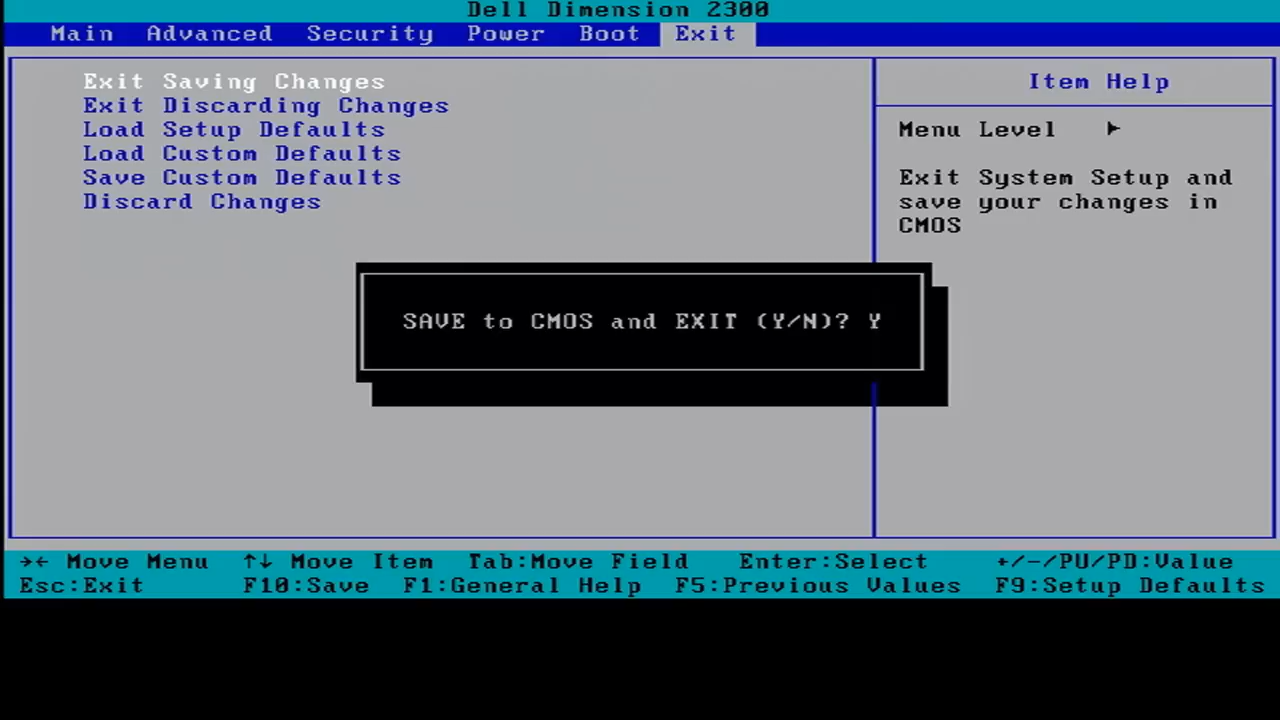 Dell Dimension 2300
Main Advanced Security Power Boot Exit
Exit Saving Changes
Exit Discarding Changes
Load Setup Defaults
Load Custom Defaults
Save Custom Defaults
Discard Changes
Item Help
Menu Level ►
Exit System Setup and
save your changes in
CMOS
SAVE to CMOS and EXIT (Y/N)? Y
→← Move Menu ↑↓ Move Item Tab:Move Field Enter:Select +/-/PU/PD:Value
Esc:Exit F10:Save F1:General Help F5:Previous Values F9:Setup Defaults